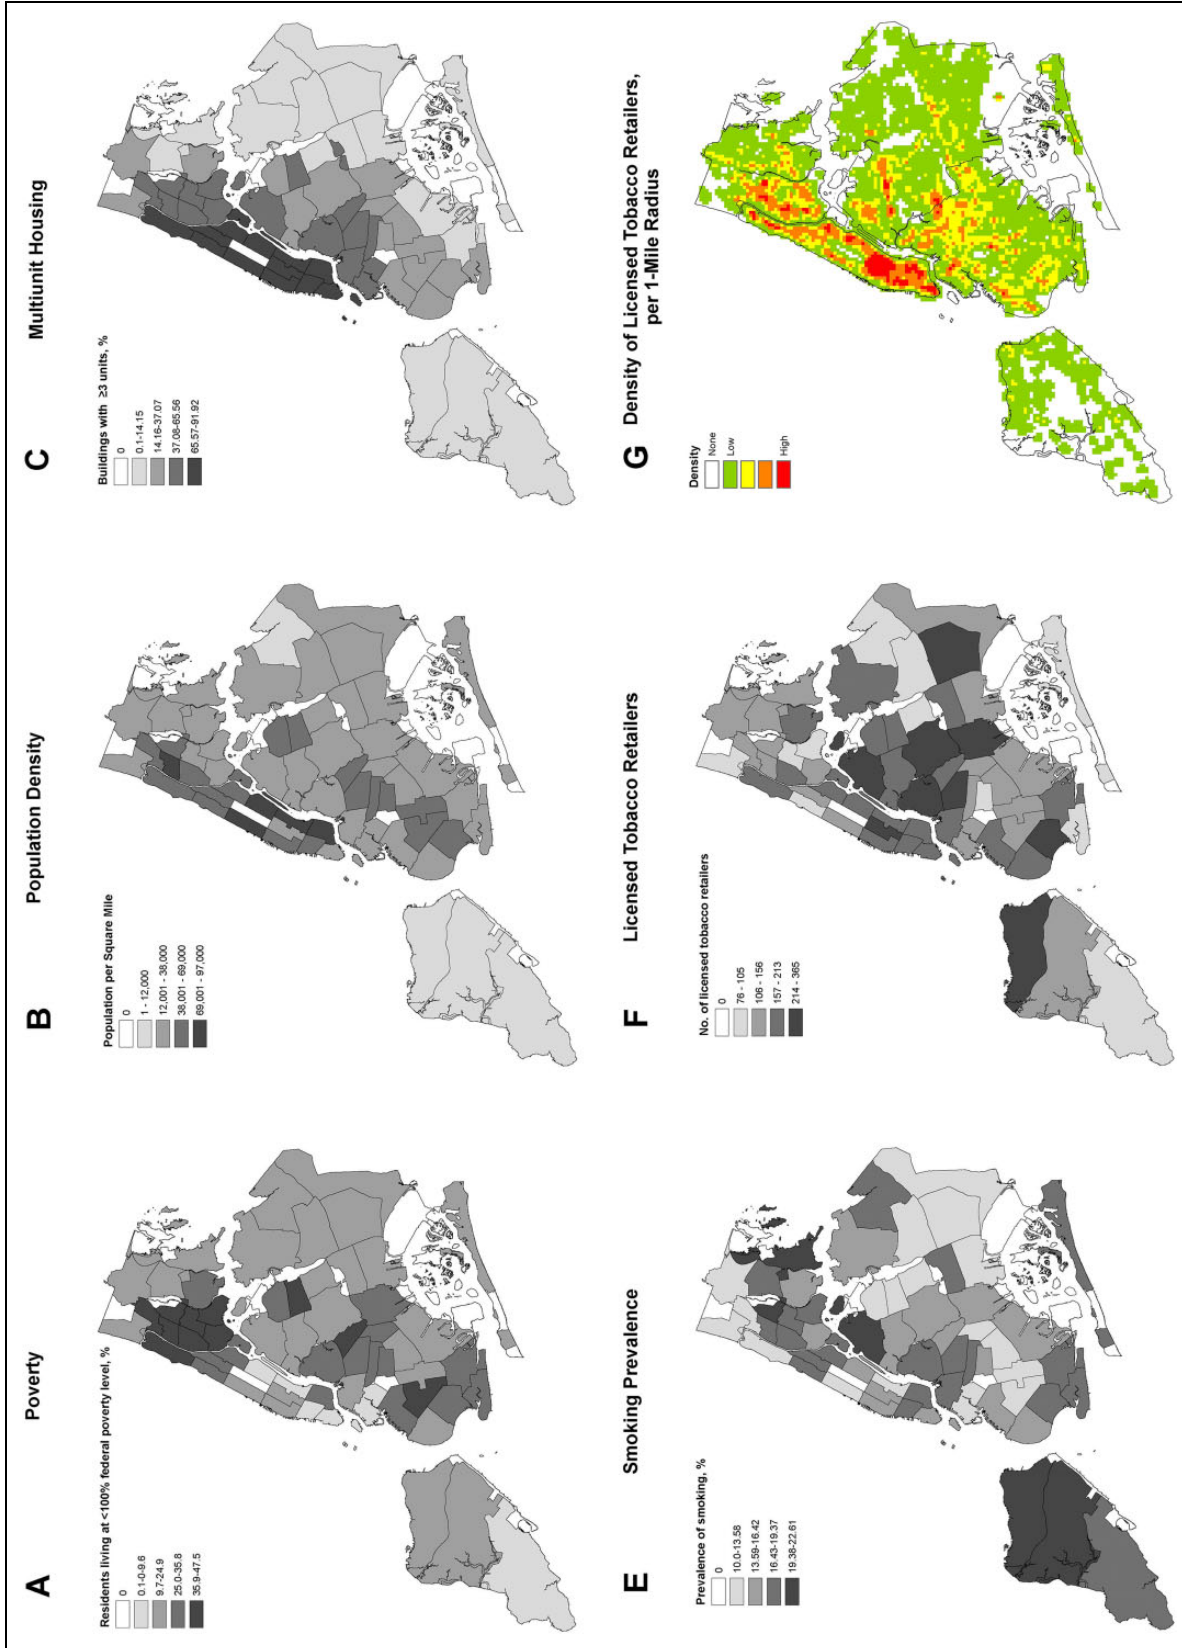 A
Poverty
Residents living at <100% federal poverty level, %
0
0.1-0-9.6
9.7-24.9
25.0-35.8
35.9-47.5
B
Population Density
Population per Square Mile
0
1 - 12,000
12,001 - 38,000
38,001 - 69,000
69,001 - 97,000
C
Multiunit Housing
Buildings with ≥3 units, %
0
0.1-14.15
14.16-37.07
37.08-65.56
65.57-91.92
E
Smoking Prevalence
Prevalence of smoking, %
0
10.0-13.58
13.59-16.42
16.43-19.37
19.38-22.61
F
Licensed Tobacco Retailers
No. of licensed tobacco retailers
0
76 - 105
106 - 156
157 - 213
214 - 365
G
Density of Licensed Tobacco Retailers,
per 1-Mile Radius
Density
None
Low
High